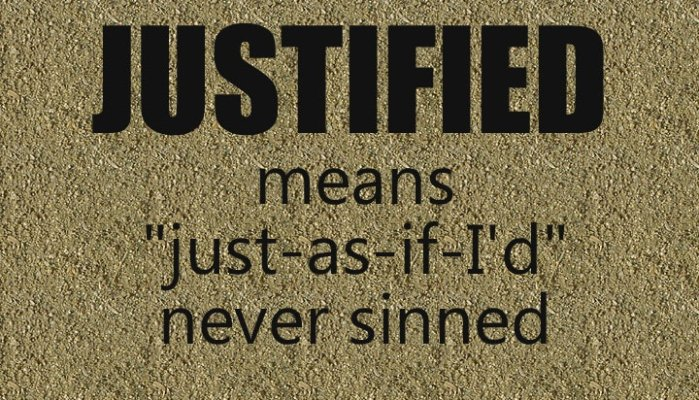 JUSTIFIED
means
"just-as-if-I'd"
never sinned